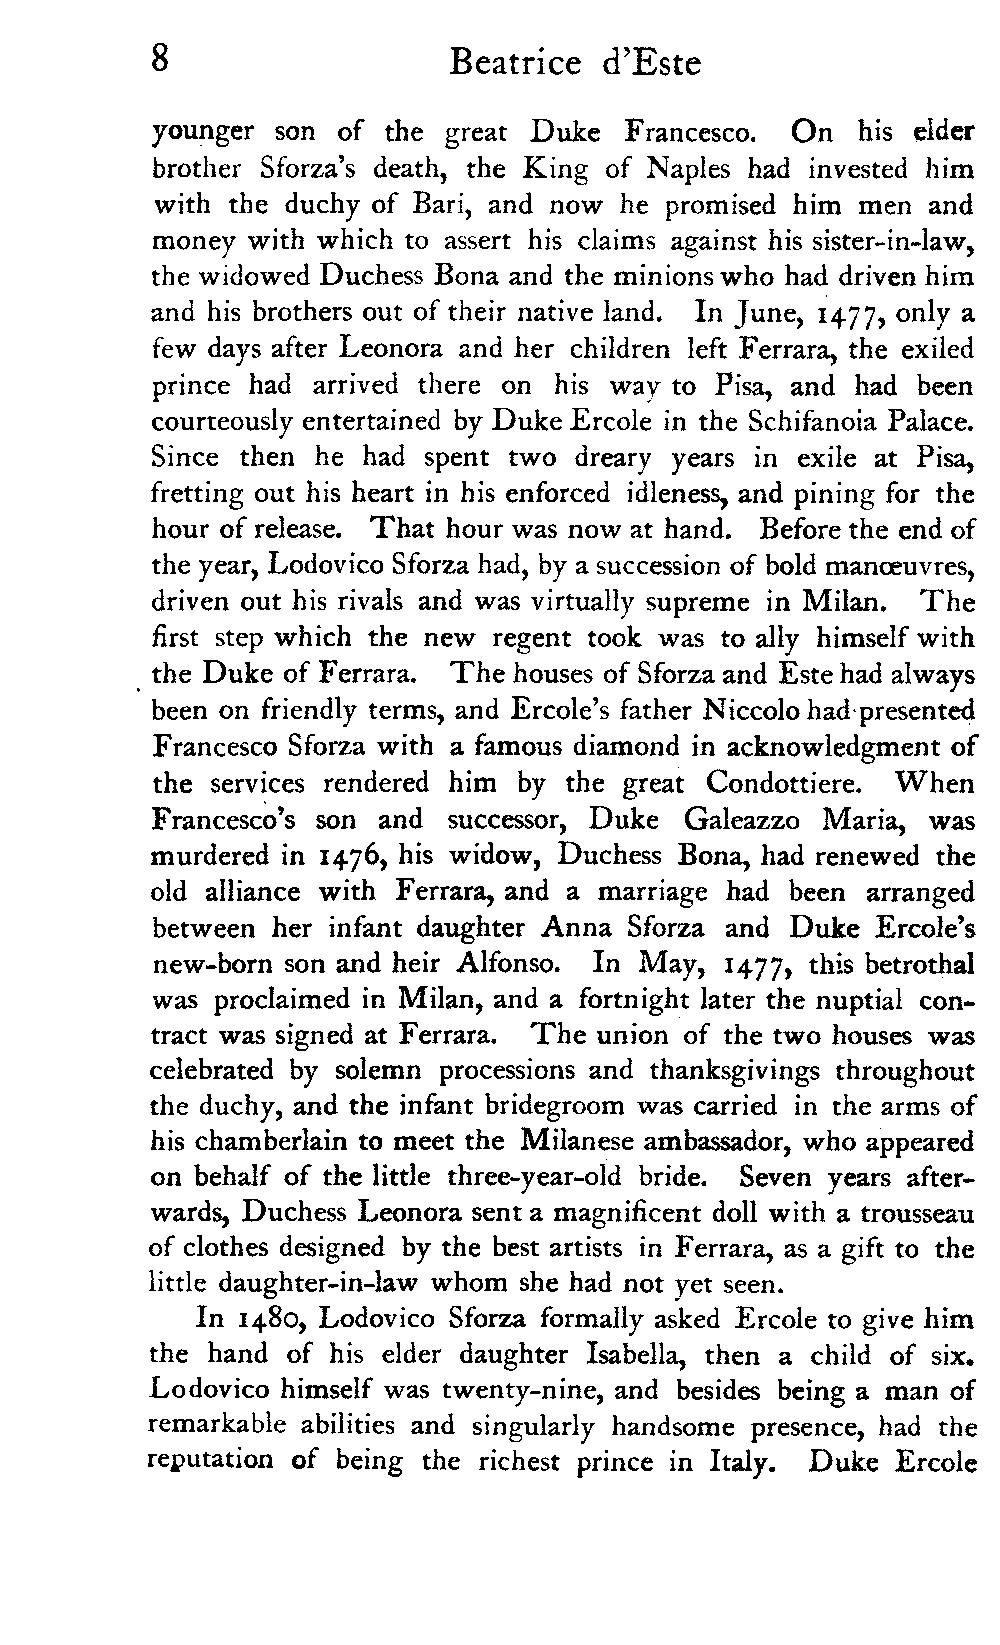 8 Beatrice d'Este
younger son of the great Duke Francesco. On his elder
brother Sforza's death, the King of Naples had invested him
with the duchy of Bari, and now he promised him men and
money with which to assert his claims against his sister-in-law,
the widowed Duchess Bona and the minions who had driven him
and his brothers out of their native land. In June, 1477, only a
few days after Leonora and her children left Ferrara, the exiled
prince had arrived there on his way to Pisa, and had been
courteously entertained by Duke Ercole in the Schifanoia Palace.
Since then he had spent two dreary years in exile at Pisa,
fretting out his heart in his enforced idleness, and pining for the
hour of release. That hour was now at hand. Before the end of
the year, Lodovico Sforza had, by a succession of bold manœuvres,
driven out his rivals and was virtually supreme in Milan. The
first step which the new regent took was to ally himself with
the Duke of Ferrara. The houses of Sforza and Este had always
been on friendly terms, and Ercole's father Niccolo had presented
Francesco Sforza with a famous diamond in acknowledgment of
the services rendered him by the great Condottiere. When
Francesco's son and successor, Duke Galeazzo Maria, was
murdered in 1476, his widow, Duchess Bona, had renewed the
old alliance with Ferrara, and a marriage had been arranged
between her infant daughter Anna Sforza and Duke Ercole's
new-born son and heir Alfonso. In May, 1477, this betrothal
was proclaimed in Milan, and a fortnight later the nuptial con-
tract was signed at Ferrara. The union of the two houses was
celebrated by solemn processions and thanksgivings throughout
the duchy, and the infant bridegroom was carried in the arms of
his chamberlain to meet the Milanese ambassador, who appeared
on behalf of the little three-year-old bride. Seven years after-
wards, Duchess Leonora sent a magnificent doll with a trousseau
of clothes designed by the best artists in Ferrara, as a gift to the
little daughter-in-law whom she had not yet seen.
In 1480, Lodovico Sforza formally asked Ercole to give him
the hand of his elder daughter Isabella, then a child of six.
Lodovico himself was twenty-nine, and besides being a man of
remarkable abilities and singularly handsome presence, had the
reputation of being the richest prince in Italy. Duke Ercole